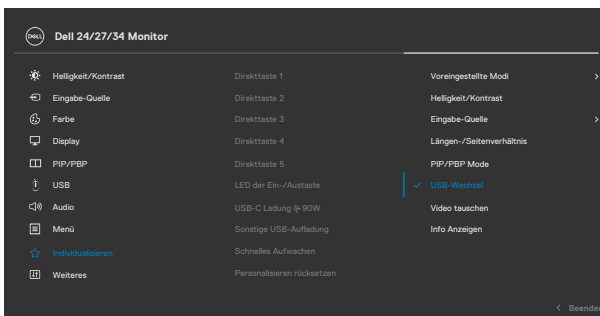 DELL Dell 24/27/34 Monitor
Helligkeit/Kontrast Direkttaste 1 Voreingestellte Modi >
Eingabe-Quelle Direkttaste 2 Helligkeit/Kontrast
Farbe Direkttaste 3 Eingabe-Quelle >
Display Direkttaste 4 Längen-/Seitenverhältnis
PIP/PBP Direkttaste 5 PIP/PBP Mode
USB LED der Ein-/Austaste ✓ USB-Wechsel
Audio USB-C Ladung 90W Video tauschen
Menü Sonstige USB-Aufladung Info Anzeigen
Individualisieren Schnelles Aufwachen
Weiteres Personalisieren rücksetzen
< Beenden